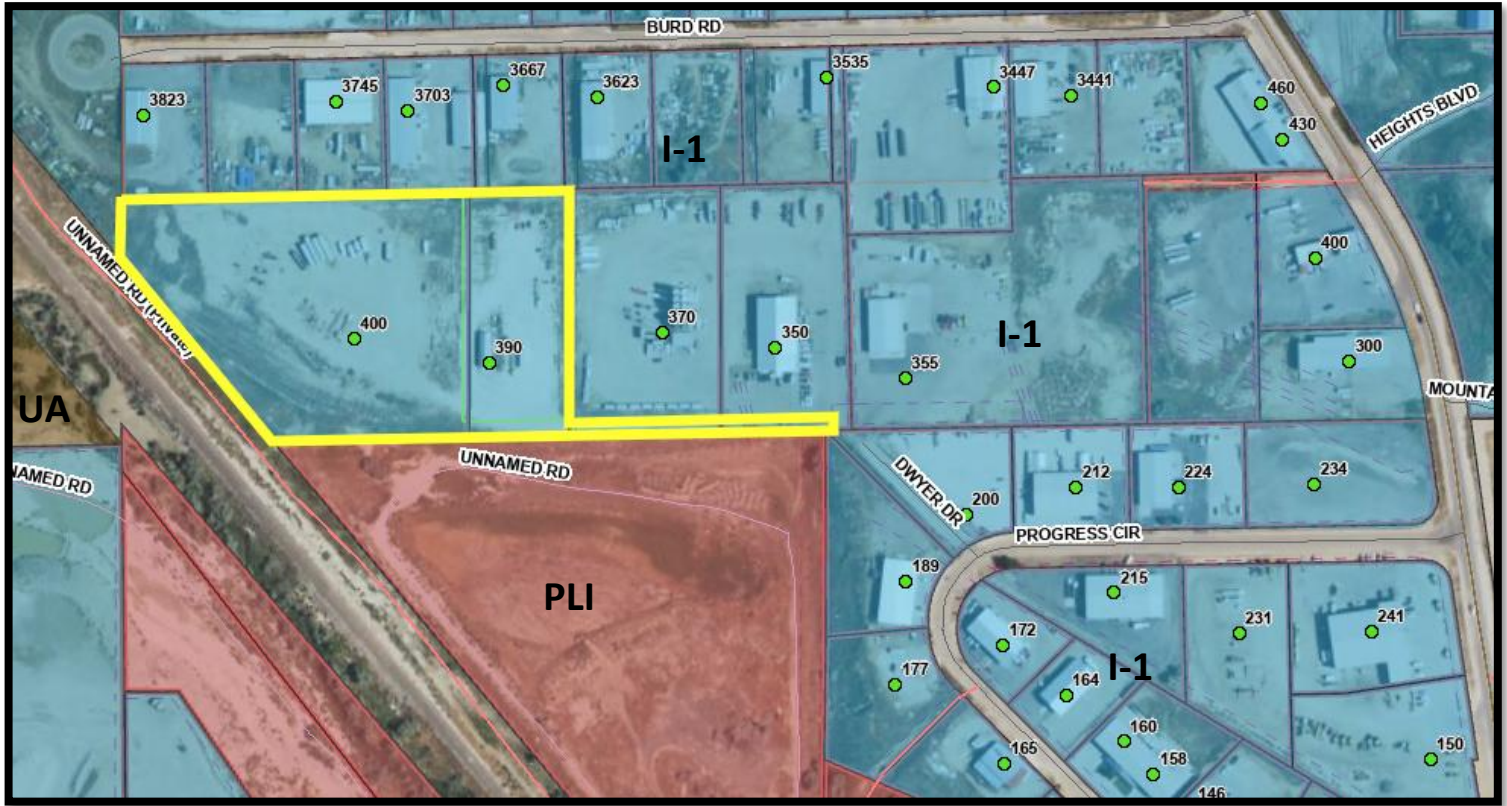 BURD RD
3823
3745
3703
3667
3623
3535
3447
3441
460
430
HEIGHTS BLVD
I-1
UNNAMED RD (Private)
400
390
370
350
355
I-1
400
300
MOUNTA
UA
NAMED RD
UNNAMED RD
DWYER DR
200
212
224
234
PROGRESS CIR
PLI
189
215
231
241
172
177
164
I-1
160
158
165
150
146